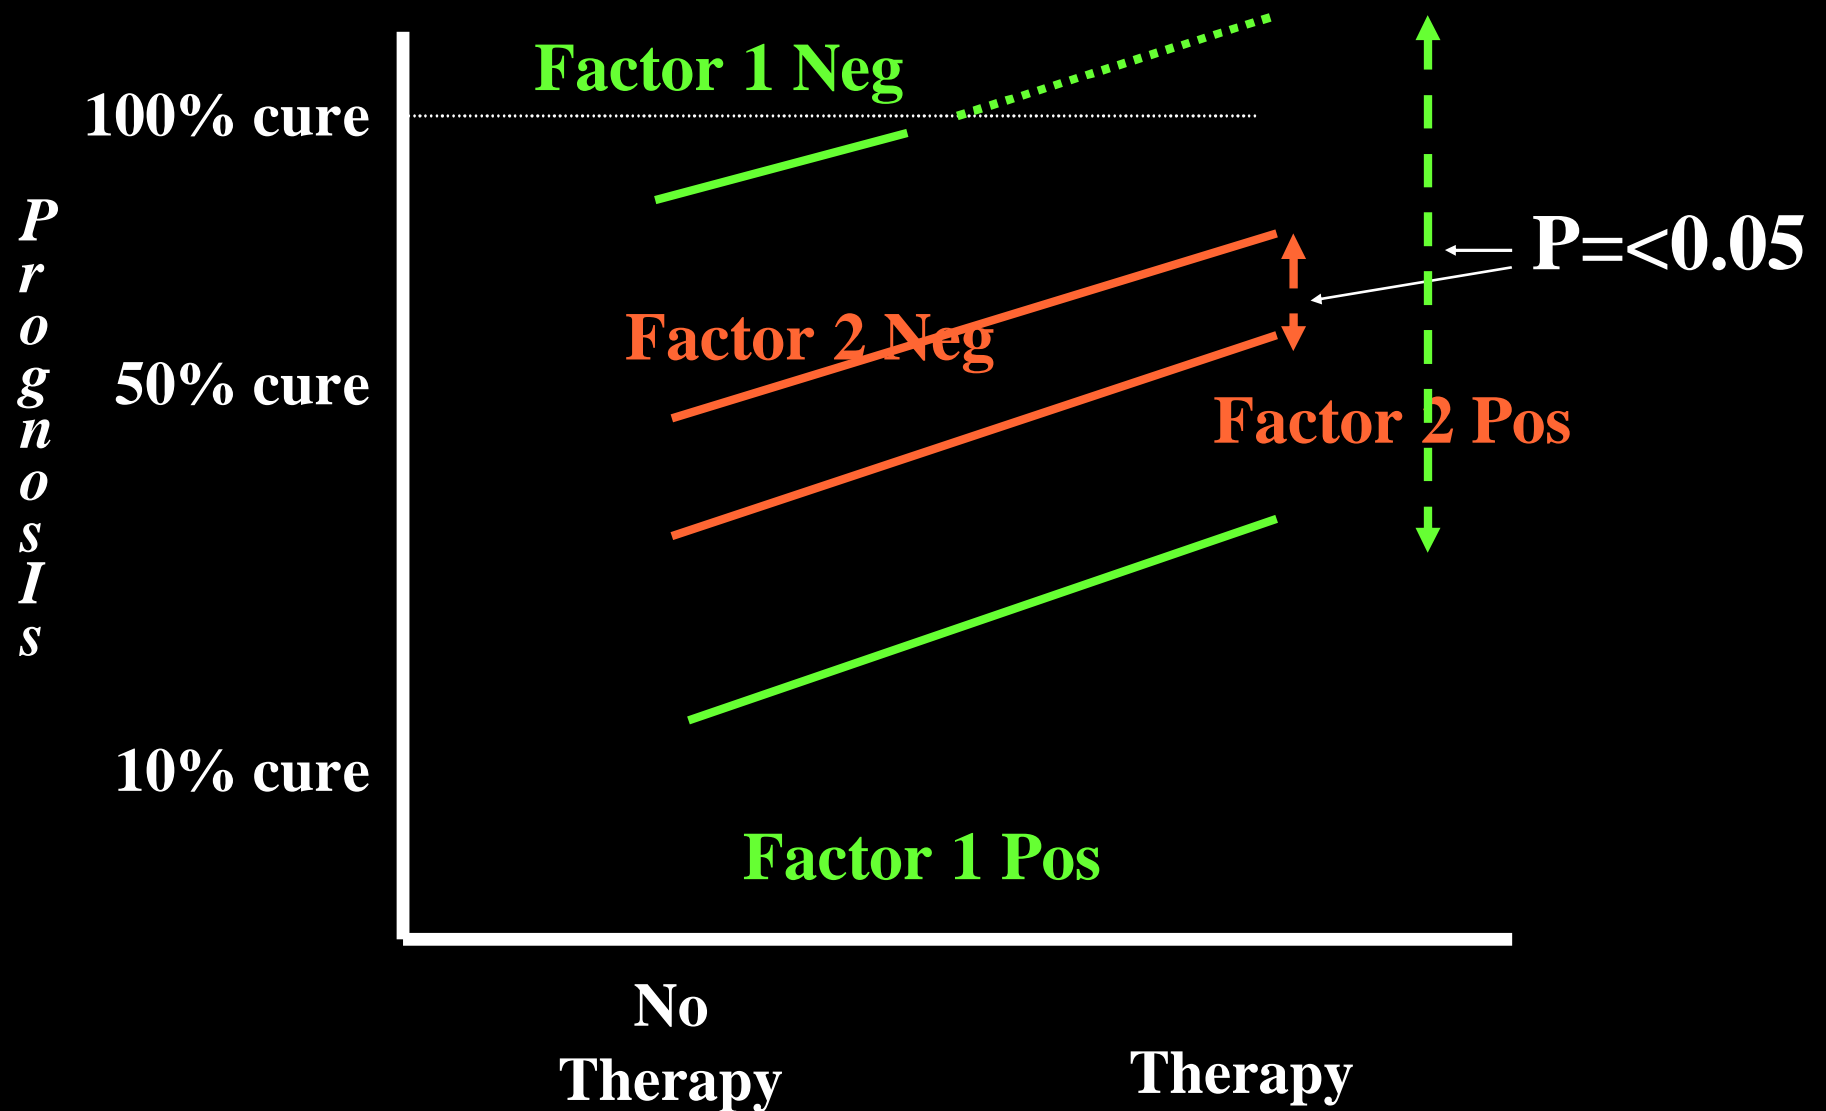 Factor 1 Neg
100% cure
PrognosIs
P=<0.05
Factor 2 Neg
50% cure
Factor 2 Pos
10% cure
Factor 1 Pos
No
Therapy
Therapy